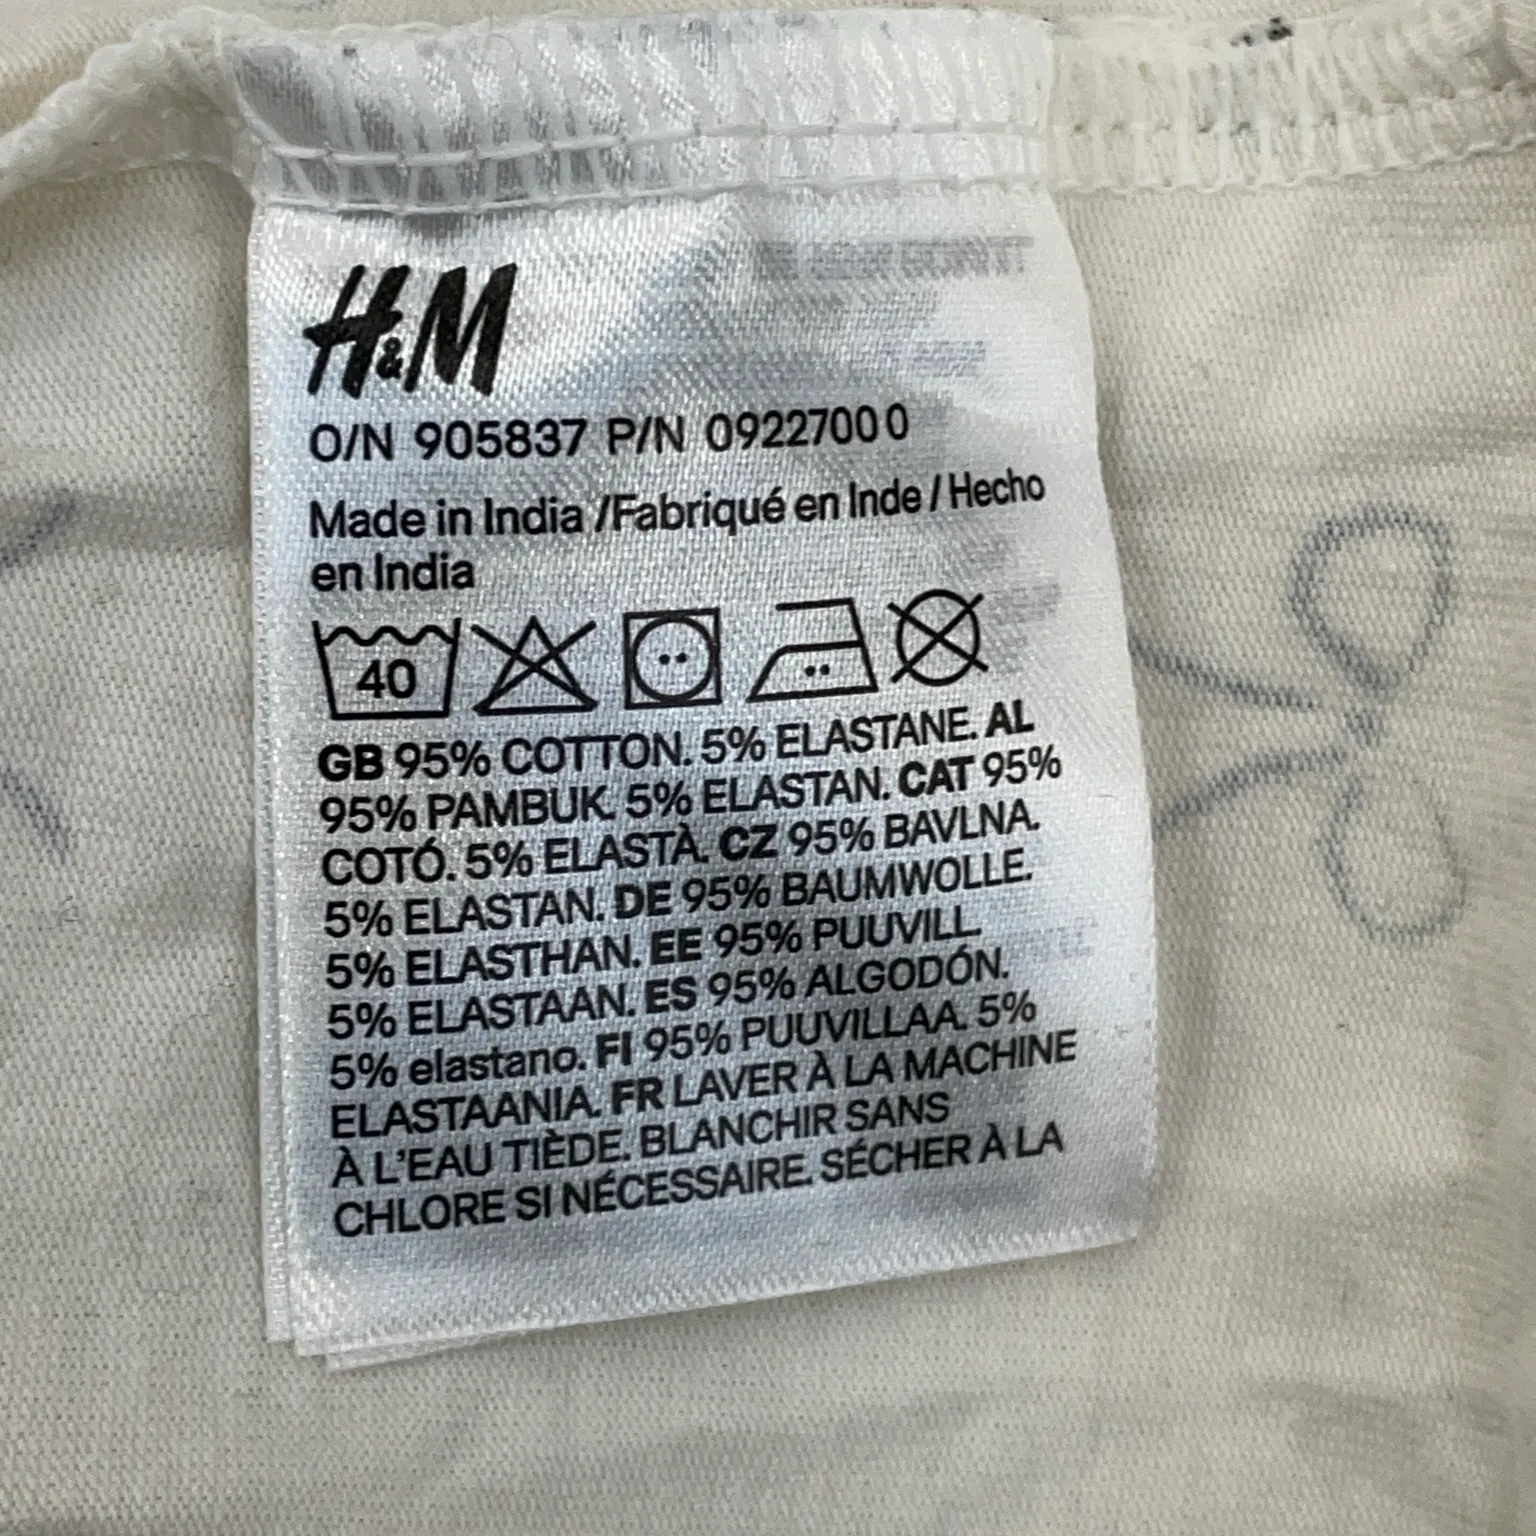 H&M
O/N 905837 P/N 0922700 0
Made in India /Fabriqué en Inde / Hecho
en India
40
GB 95% COTTON. 5% ELASTANE. AL
95% PAMBUK. 5% ELASTAN. CAT 95%
COTÓ. 5% ELASTÀ. CZ 95% BAVLNA.
5% ELASTAN. DE 95% BAUMWOLLE.
5% ELASTHAN. EE 95% PUUVILL.
5% ELASTAAN. ES 95% ALGODÓN.
5% elastano. FI 95% PUUVILLAA. 5%
ELASTAANIA. FR LAVER À LA MACHINE
À L'EAU TIÈDE. BLANCHIR SANS
CHLORE SI NÉCESSAIRE. SÉCHER À LA